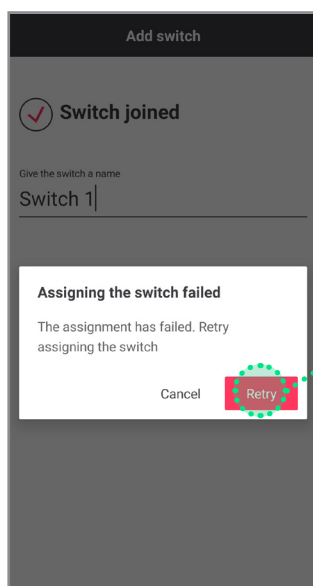 Add switch
Switch joined
Give the switch a name
Switch 1
Assigning the switch failed
The assignment has failed. Retry
assigning the switch
Cancel
Retry